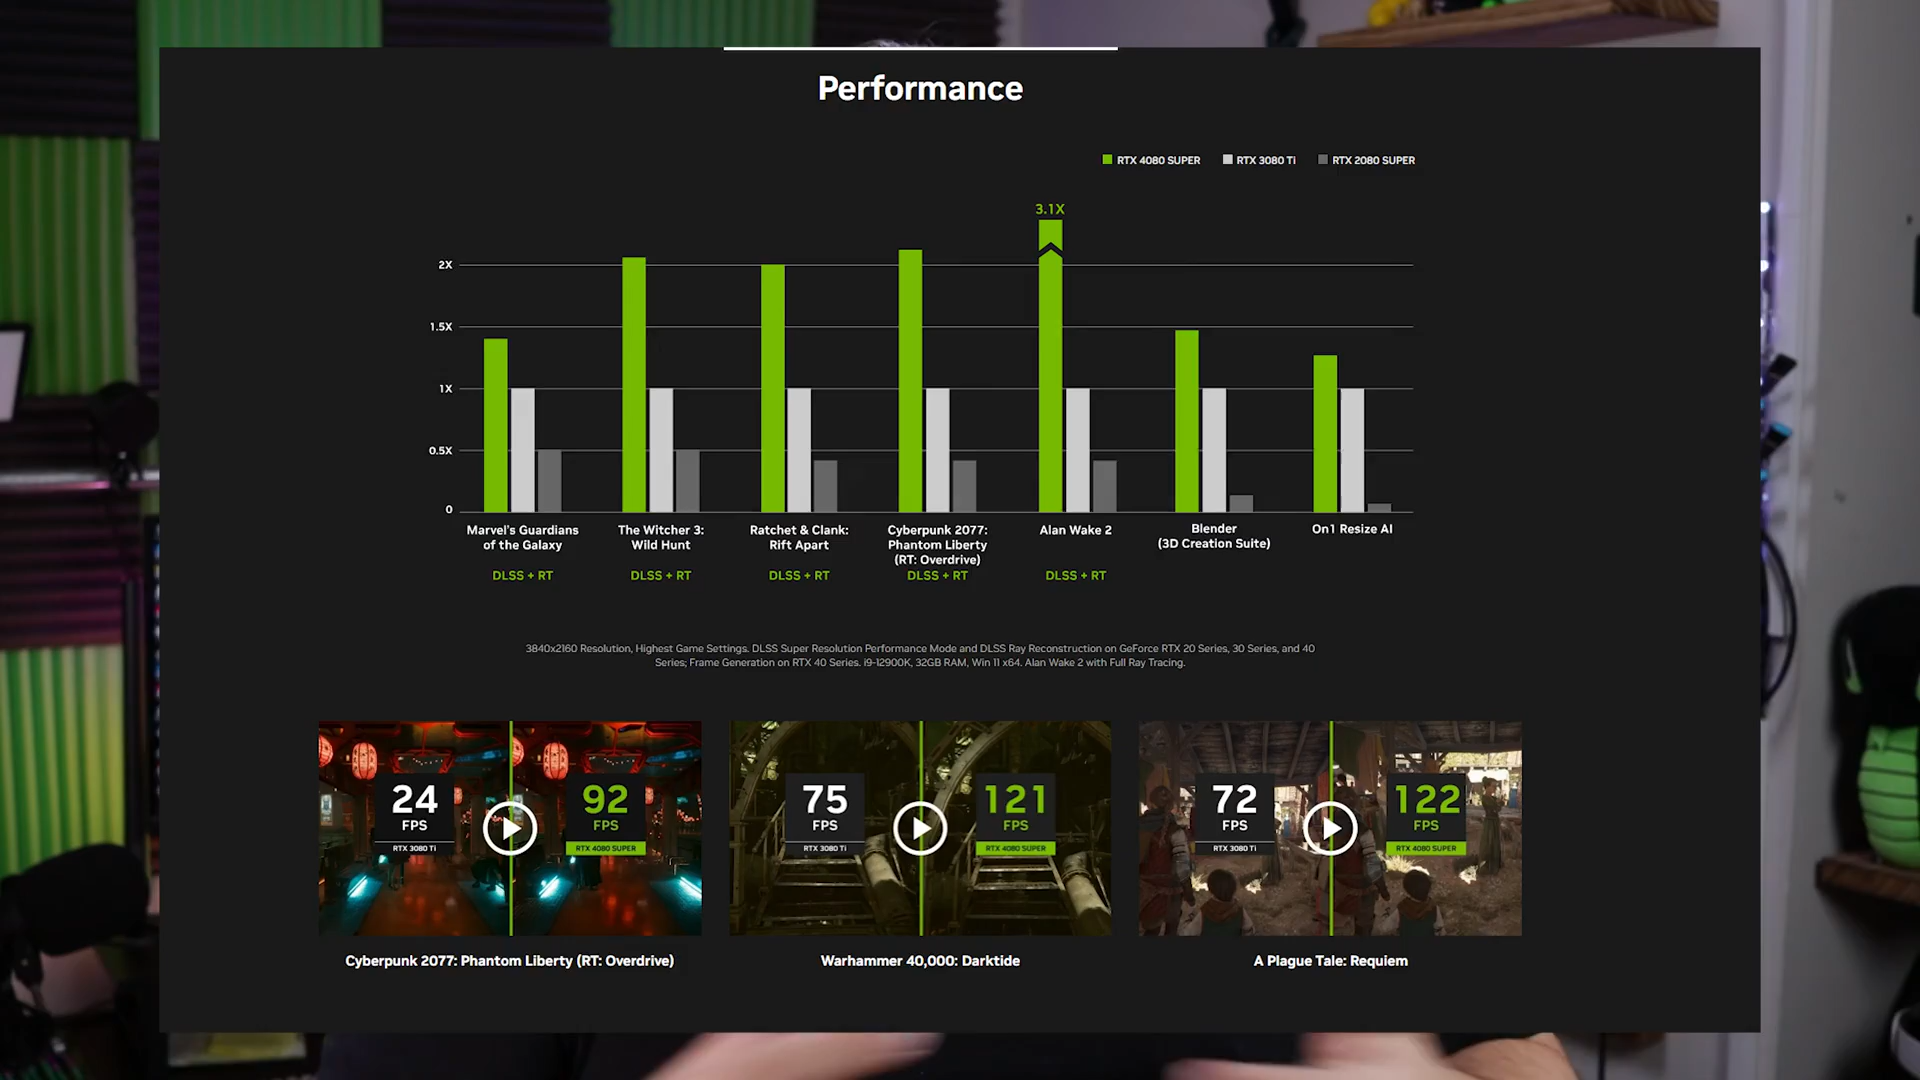 Performance
RTX 4080 SUPER
RTX 3080 Ti
RTX 2080 SUPER
3.1X
2X
1.5X
1X
0.5X
0
Marvel's Guardians
of the Galaxy
DLSS + RT
The Witcher 3:
Wild Hunt
DLSS + RT
Ratchet & Clank:
Rift Apart
DLSS + RT
Cyberpunk 2077:
Phantom Liberty
(RT: Overdrive)
DLSS + RT
Alan Wake 2
DLSS + RT
Blender
(3D Creation Suite)
On1 Resize AI
3840x2160 Resolution, Highest Game Settings. DLSS Super Resolution Performance Mode and DLSS Ray Reconstruction on GeForce RTX 20 Series, 30 Series, and 40
Series; Frame Generation on RTX 40 Series. i9-12900K, 32GB RAM, Win 11 x64. Alan Wake 2 with Full Ray Tracing.
24
FPS
RTX 3080 Ti
92
FPS
RTX 4080 SUPER
Cyberpunk 2077: Phantom Liberty (RT: Overdrive)
75
FPS
RTX 3080 Ti
121
FPS
RTX 4080 SUPER
Warhammer 40,000: Darktide
72
FPS
RTX 3080 Ti
122
FPS
RTX 4080 SUPER
A Plague Tale: Requiem